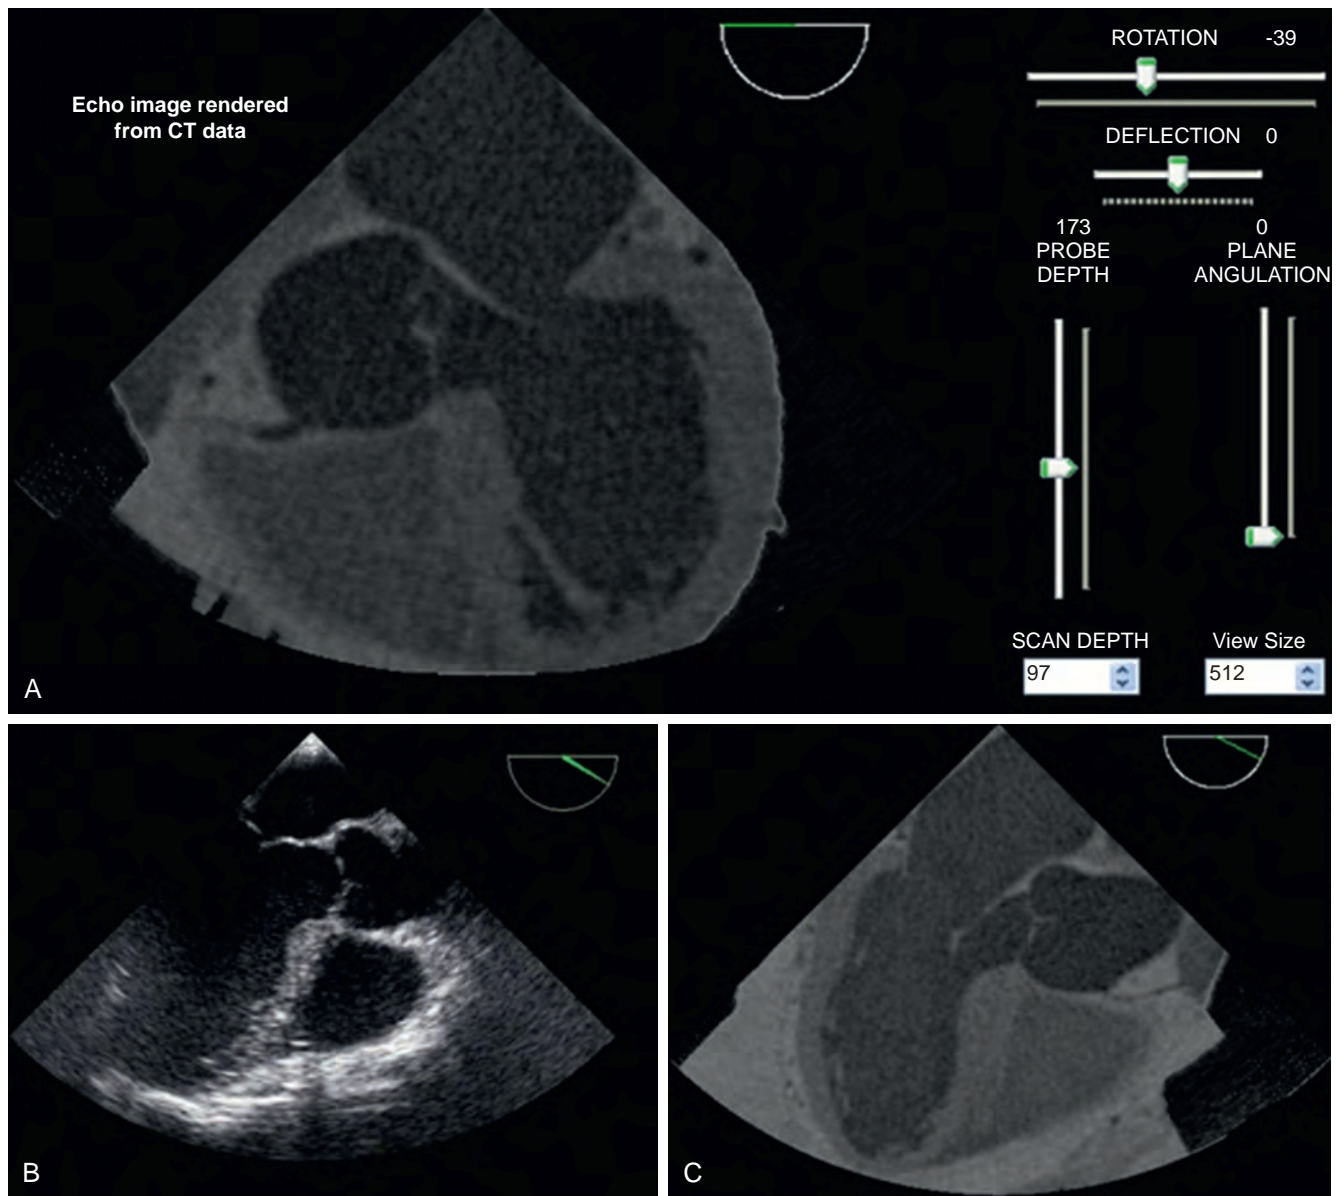 Echo image rendered
from CT data
ROTATION -39
DEFLECTION 0
173
PROBE
DEPTH
0
PLANE
ANGULATION
SCAN DEPTH
97
View Size
512
A
B
C